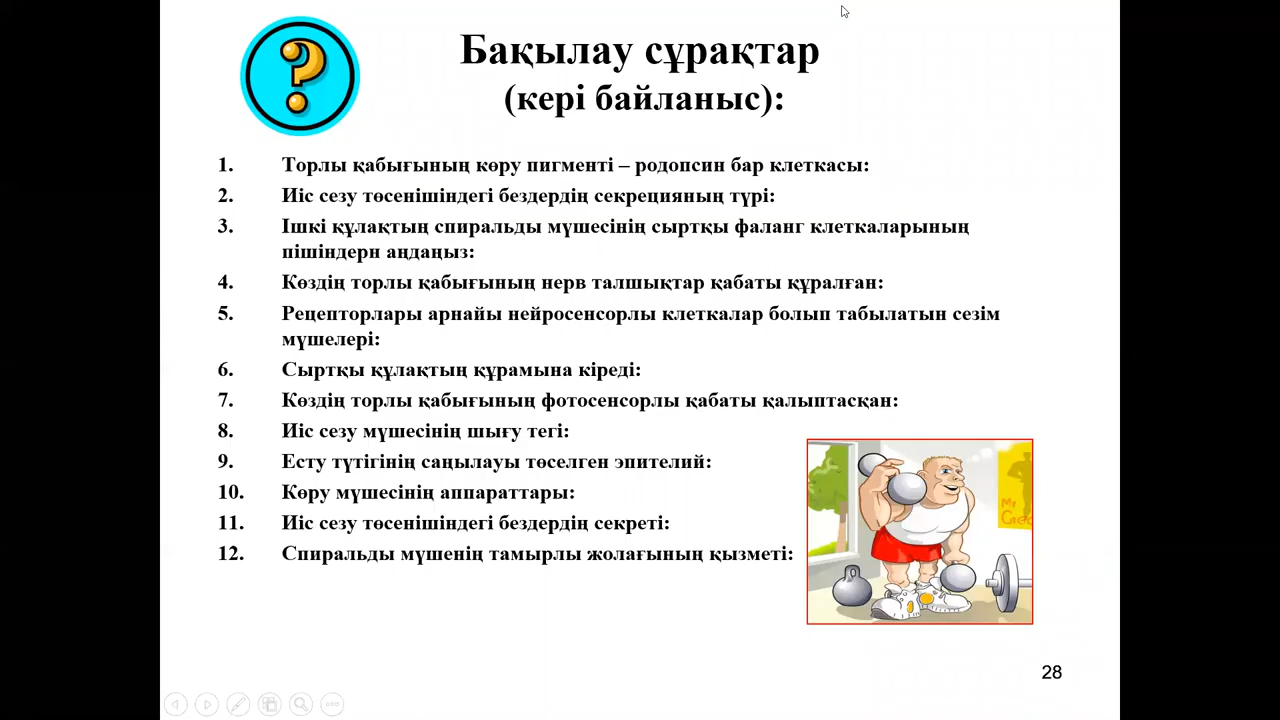 Бақылау сұрақтар
(кері байланыс):
1. Торлы қабығының көру пигменті – родопсин бар клеткасы:
2. Иіс сезу төсенішіндегі бездердің секрецияның түрі:
3. Ішкі құлақтың спиральды мүшесінің сыртқы фаланг клеткаларының
пішіндерн аңдаңыз:
4. Көздің торлы қабығының нерв талшықтар қабаты құралған:
5. Рецепторлары арнайы нейросенсорлы клеткалар болып табылатын сезім
мүшелері:
6. Сыртқы құлақтың құрамына кіреді:
7. Көздің торлы қабығының фотосенсорлы қабаты қалыптасқан:
8. Иіс сезу мүшесінің шығу тегі:
9. Есту түтігінің саңылауы төселген эпителий:
10. Көру мүшесінің аппараттары:
11. Иіс сезу төсенішіндегі бездердің секреті:
12. Спиральды мүшенің тамырлы жолағының қызметі:
28